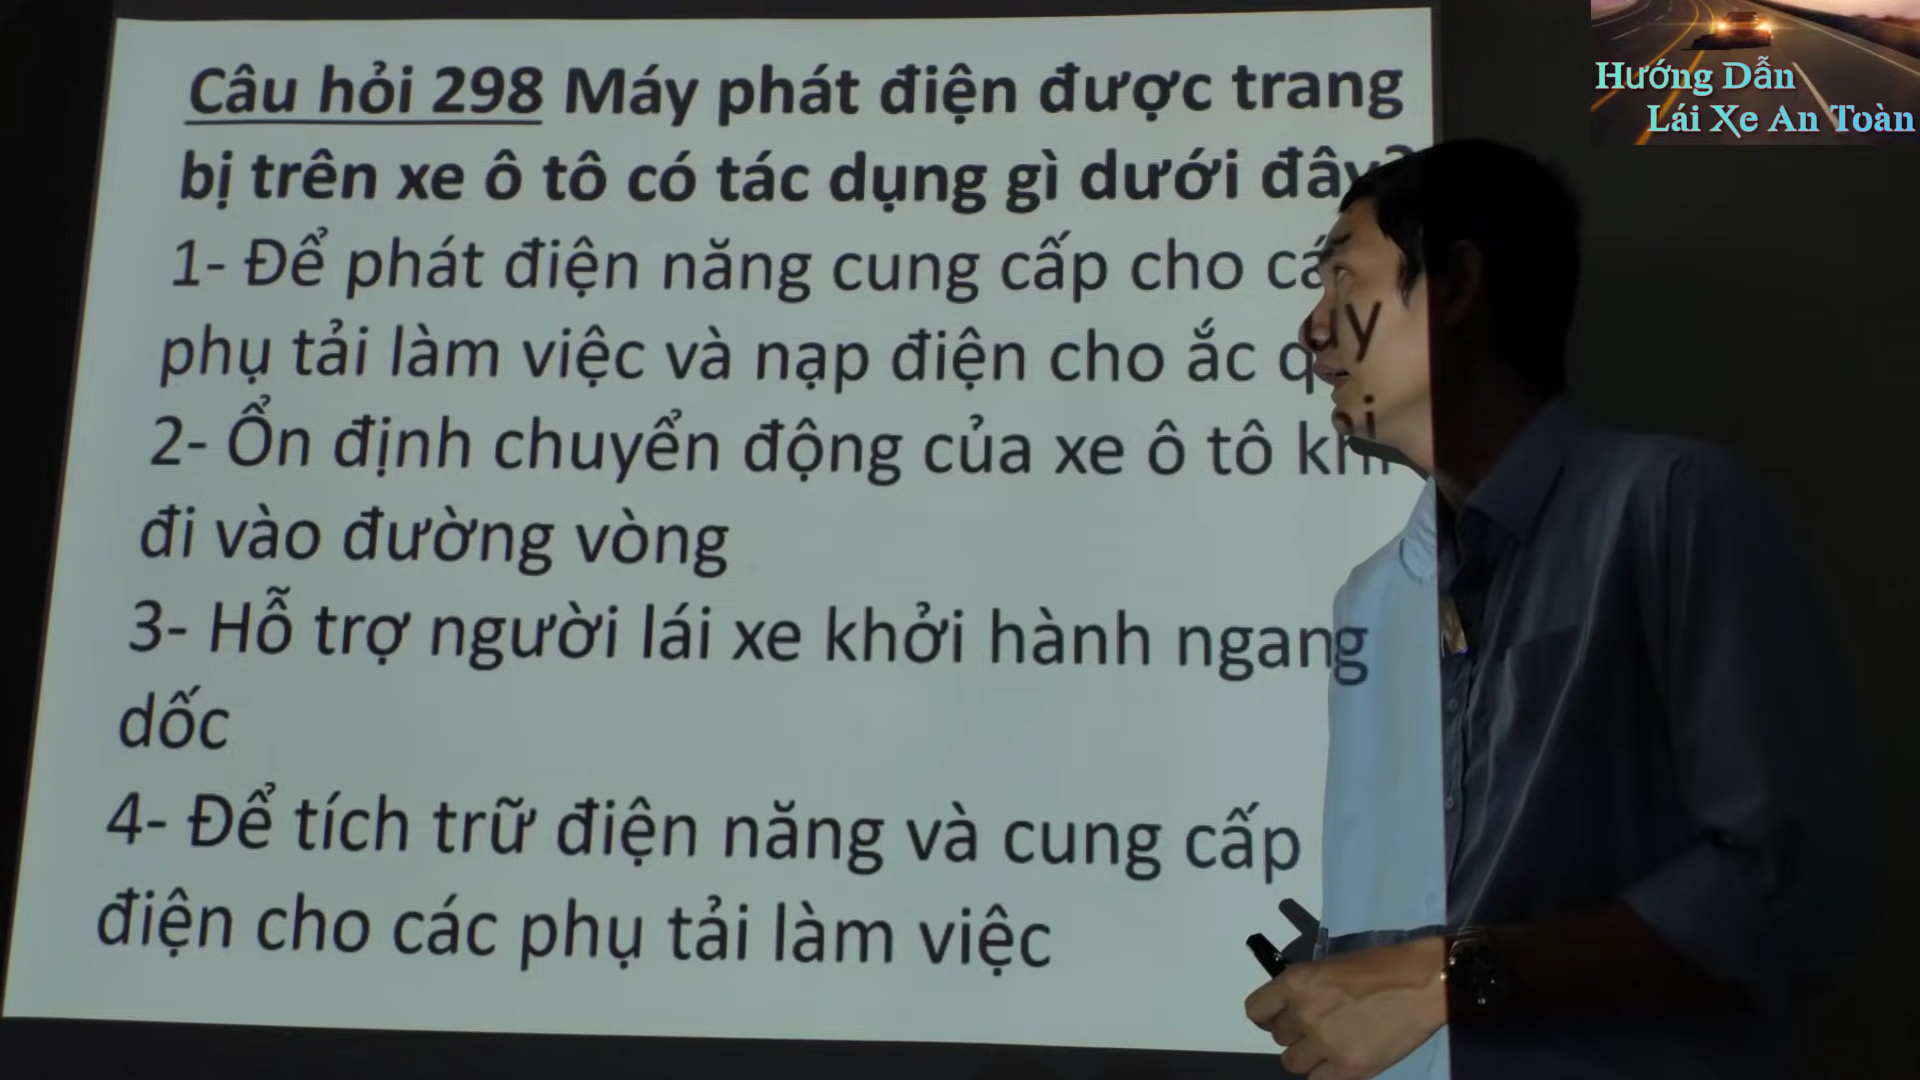 Câu hỏi 298 Máy phát điện được trang
bị trên xe ô tô có tác dụng gì dưới đây?
1- Để phát điện năng cung cấp cho
phụ tải làm việc và nạp điện cho ắc quy
2- Ổn định chuyển động của xe ô tô khi
đi vào đường vòng
3- Hỗ trợ người lái xe khởi hành ngang
dốc
4- Để tích trữ điện năng và cung cấp
điện cho các phụ tải làm việc
Hướng Dẫn
Lái Xe An Toàn